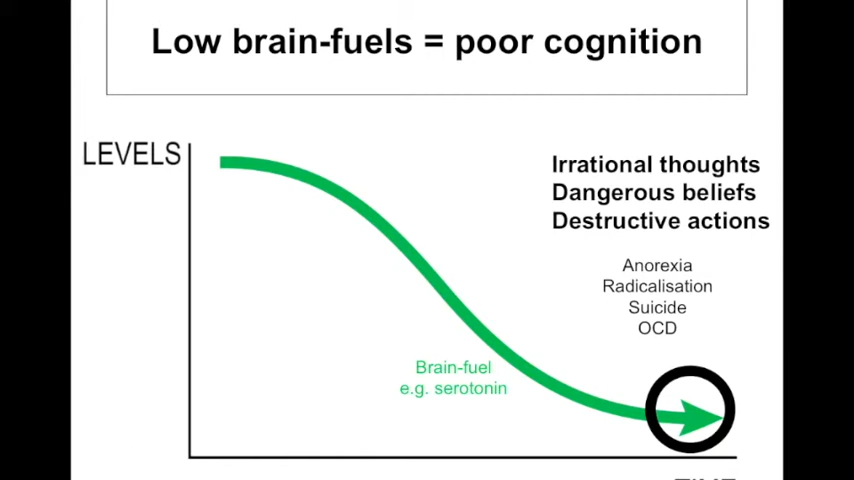 Low brain-fuels = poor cognition
LEVELS
Irrational thoughts
Dangerous beliefs
Destructive actions
Anorexia
Radicalisation
Suicide
OCD
Brain-fuel
e.g. serotonin